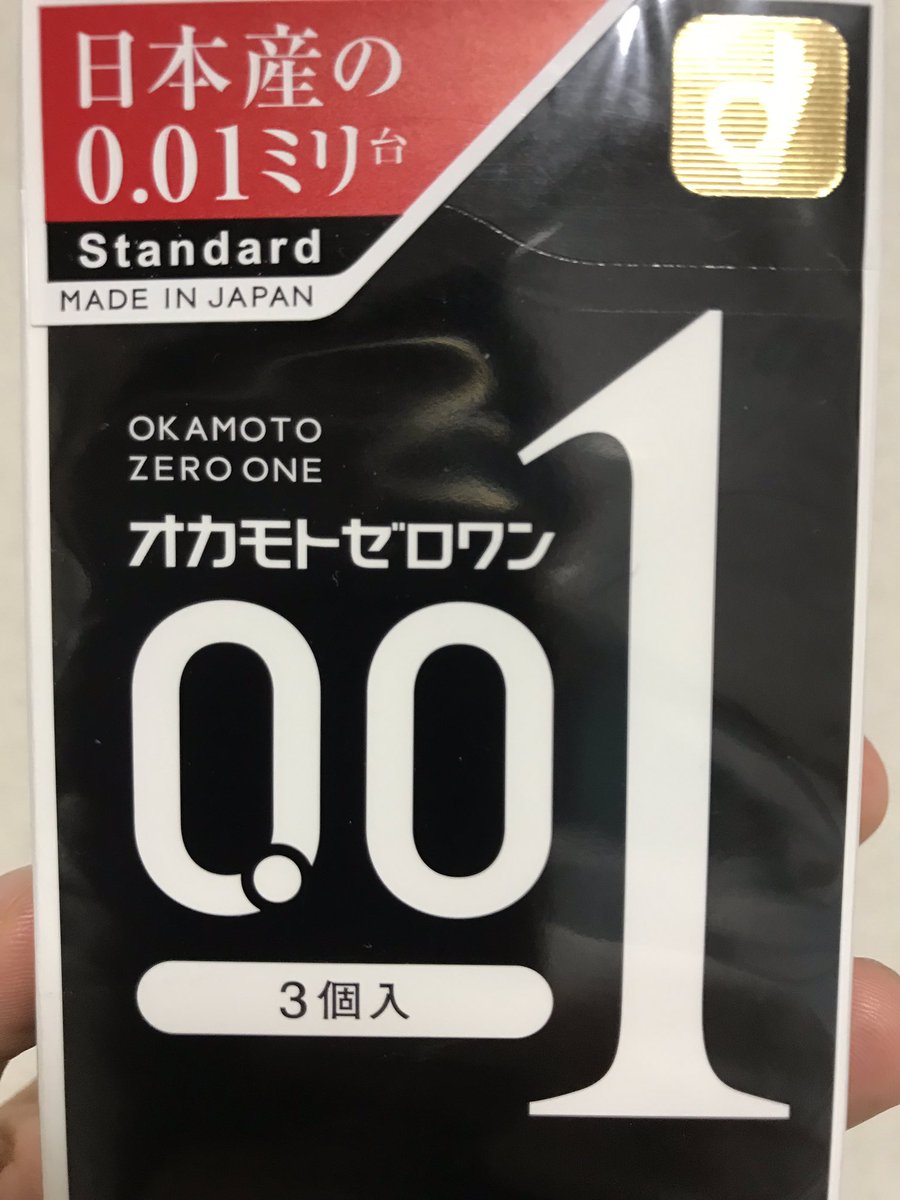 日本産の
0.01ミリ台
Standard
MADE IN JAPAN
OKAMOTO
ZERO ONE
オカモトゼロワン
0.01
3個入